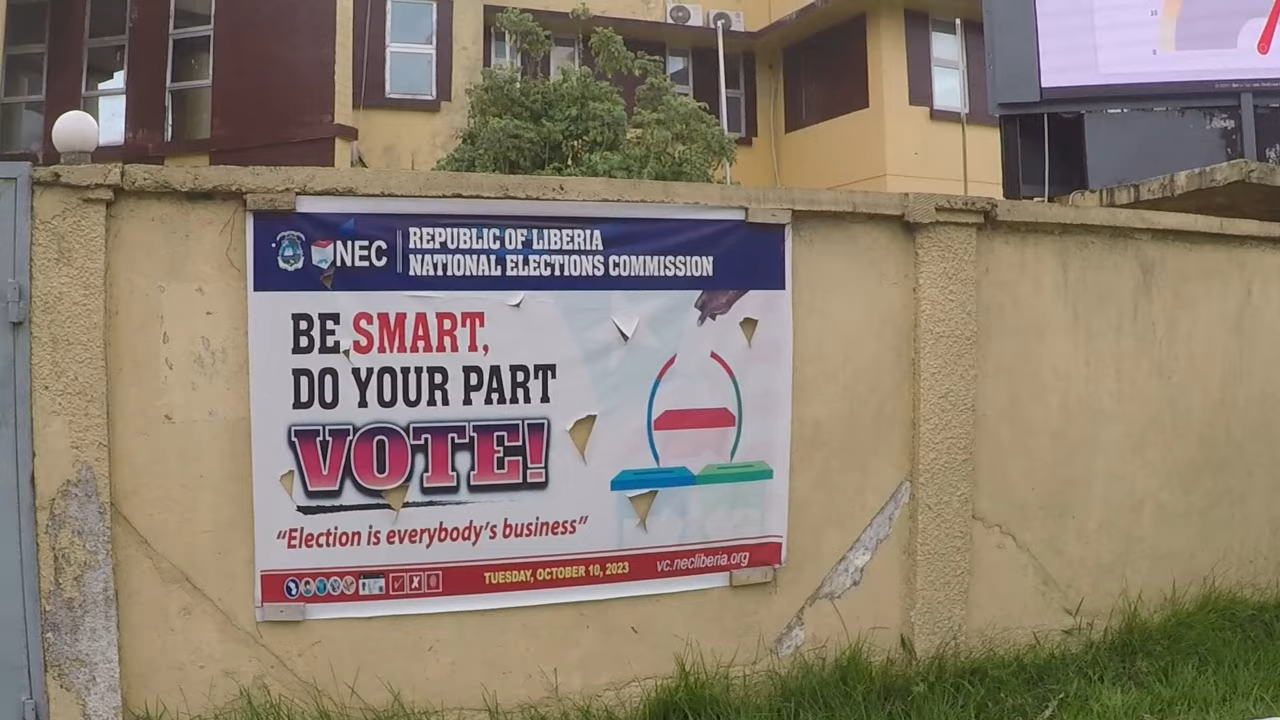 NEC
REPUBLIC OF LIBERIA
NATIONAL ELECTIONS COMMISSION
BE SMART,
DO YOUR PART
VOTE!
"Election is everybody's business"
TUESDAY, OCTOBER 10, 2023
vc.necliberia.org